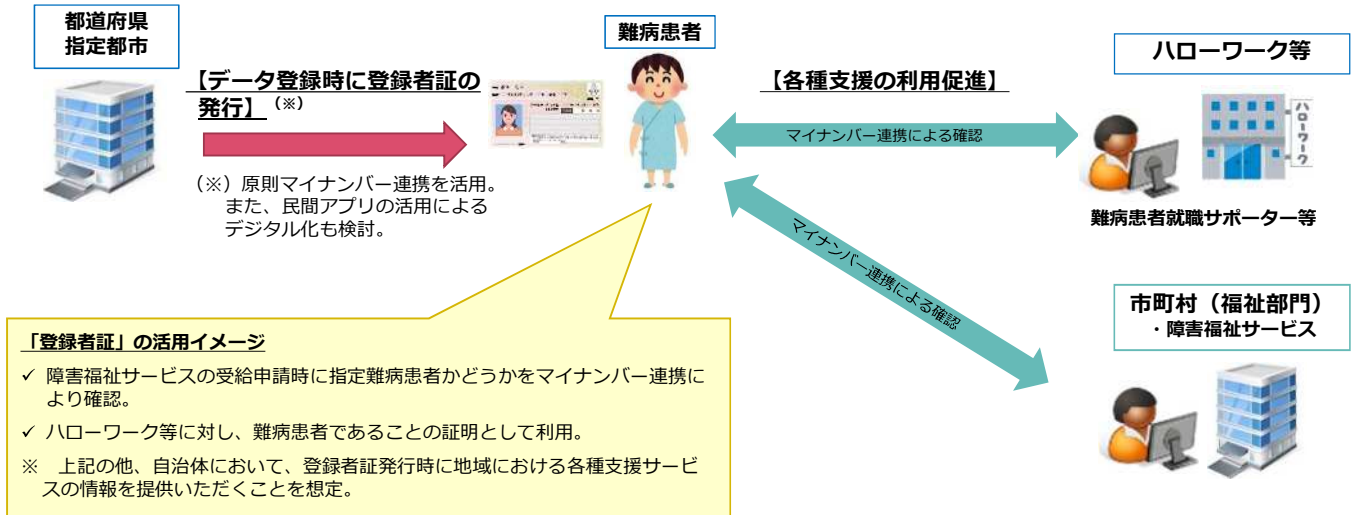 都道府県
指定都市
難病患者
ハローワーク等
【データ登録時に登録者証の
発行】（※）
【各種支援の利用促進】
マイナンバー連携による確認
ハローワーク
（※）原則マイナンバー連携を活用。
また、民間アプリの活用による
デジタル化も検討。
難病患者就職サポーター等
マイナンバー連携による確認
市町村（福祉部門）
・障害福祉サービス
「登録者証」の活用イメージ
✓ 障害福祉サービスの受給申請時に指定難病患者かどうかをマイナンバー連携に
より確認。
✓ ハローワーク等に対し、難病患者であることの証明として利用。
※　上記の他、自治体において、登録者証発行時に地域における各種支援サービ
スの情報を提供いただくことを想定。